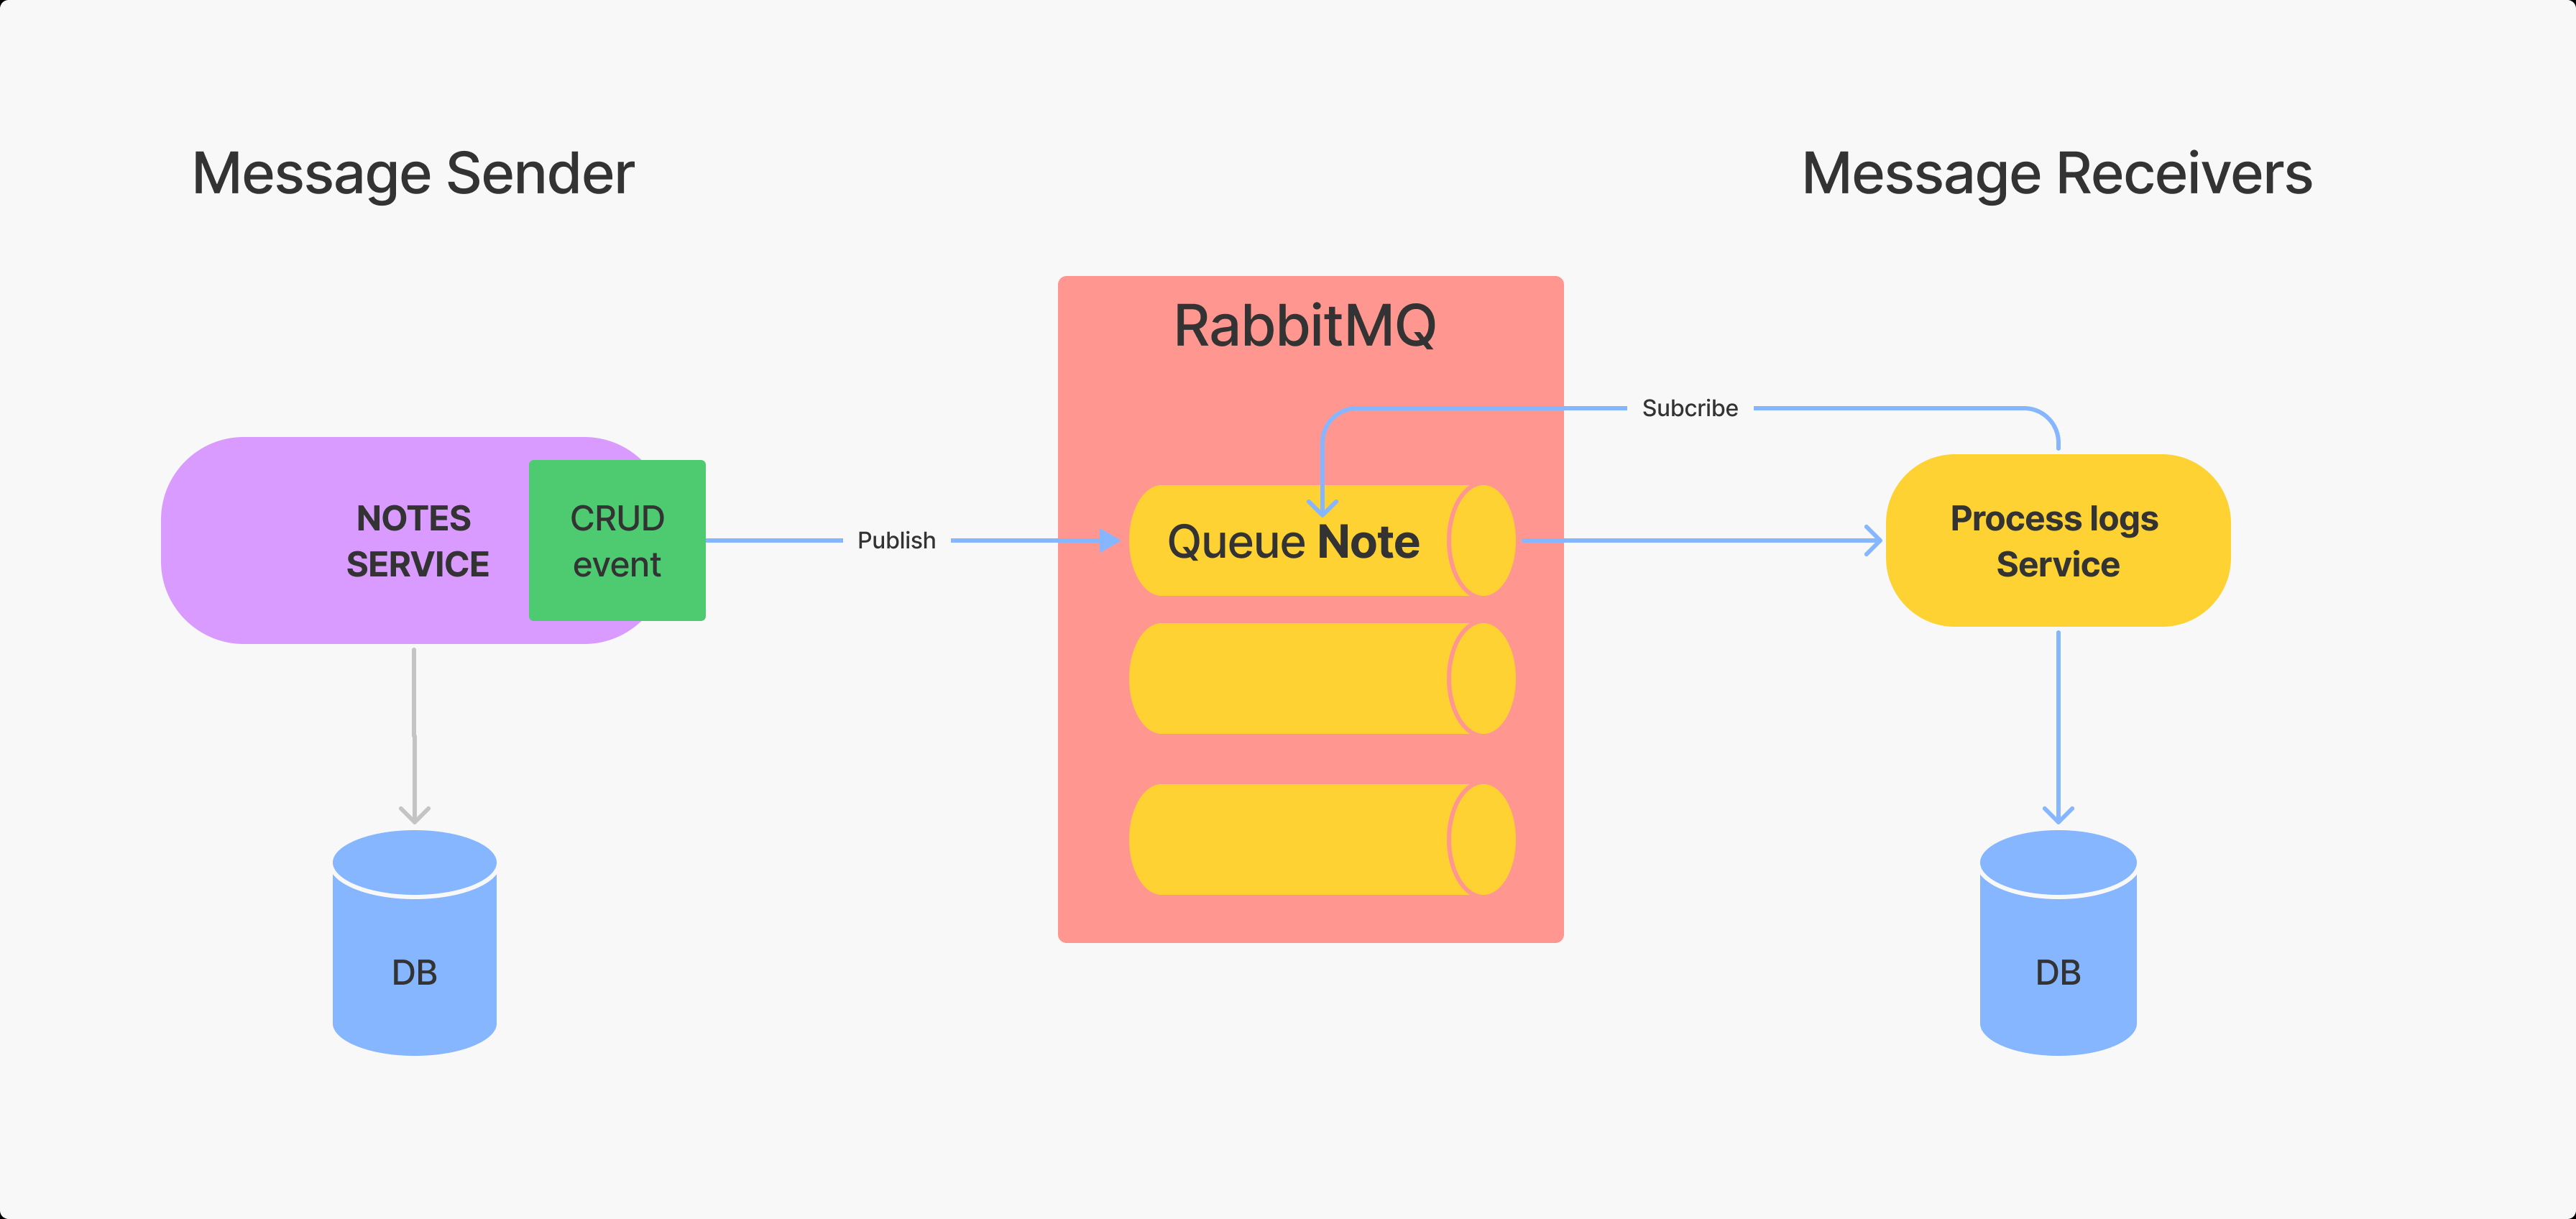 Message Sender
Message Receivers
RabbitMQ
Subcribe
NOTES
SERVICE
CRUD
event
Publish
Queue Note
Process logs
Service
DB
DB